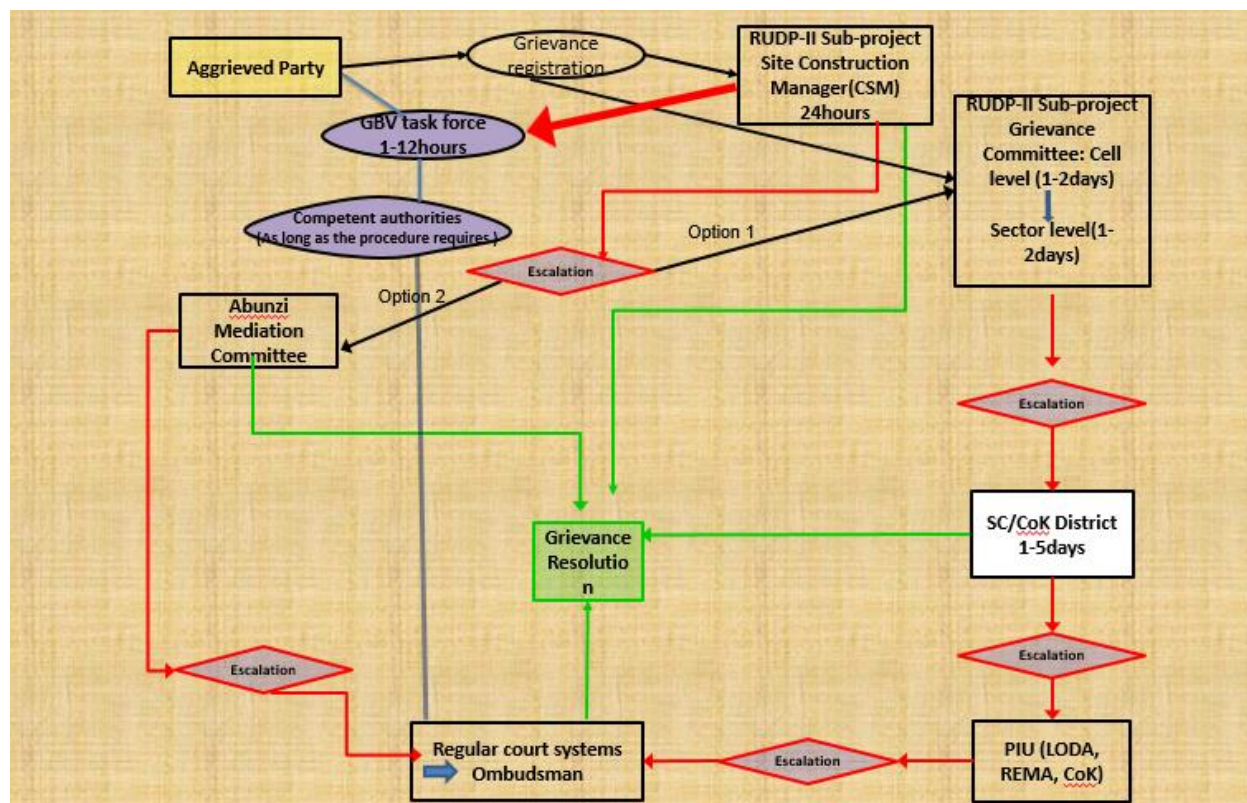 Aggrieved Party
Grievance
registration
RUDP-II Sub-project
Site Construction
Manager(CSM)
24hours
GBV task force
1-12hours
RUDP-II Sub-project
Grievance
Committee: Cell
level (1-2days)
Sector level(1-
2days)
Competent authorities
(As long as the procedure requires )
Option 1
Escalation
Option 2
Abunzi
Mediation
Committee
Escalation
SC/CoK District
1-5days
Grievance
Resolutio
n
Escalation
Escalation
Regular court systems
Ombudsman
Escalation
PIU (LODA,
REMA, CoK)